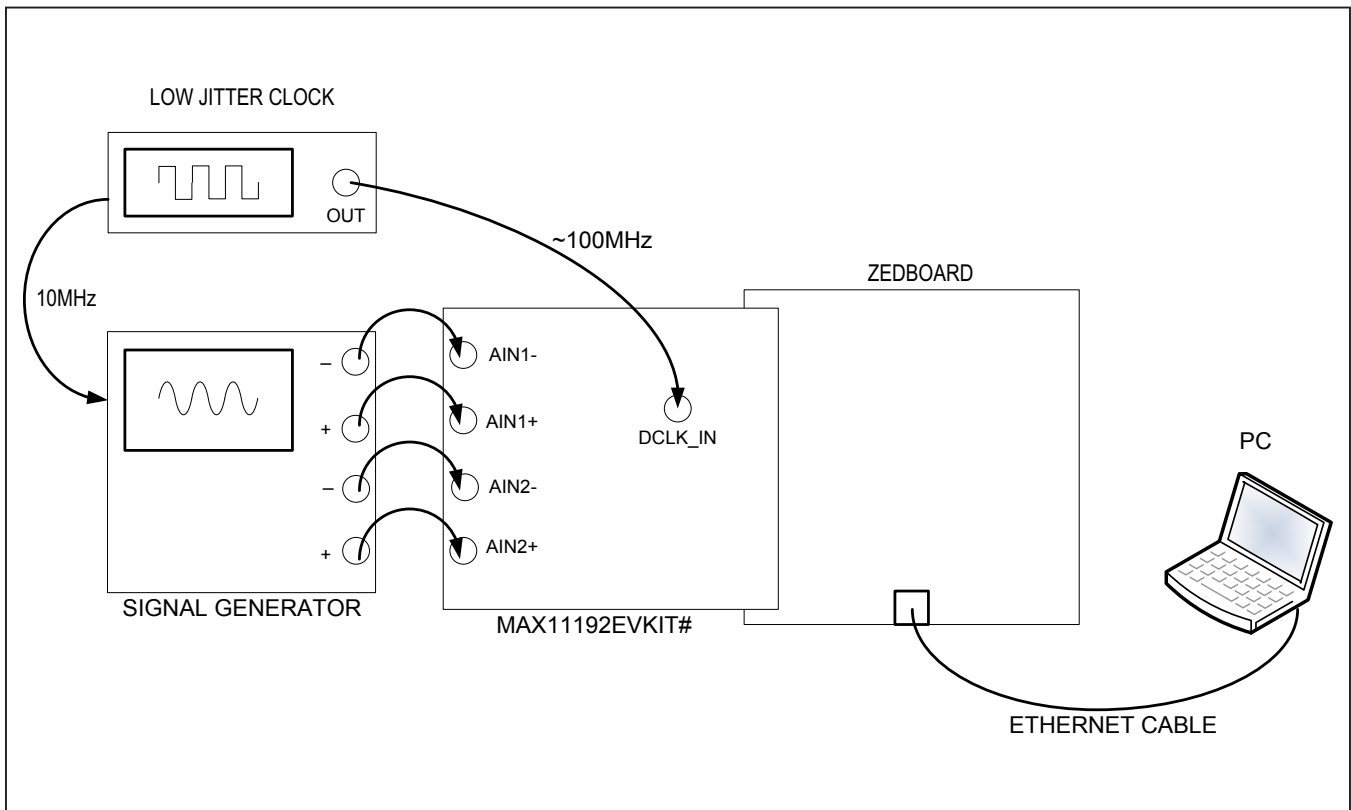 LOW JITTER CLOCK
OUT
~100MHz
10MHz
ZEDBOARD
– AIN1-
+ AIN1+
DCLK_IN
– AIN2-
+ AIN2+
PC
SIGNAL GENERATOR
MAX11192EVKIT#
ETHERNET CABLE